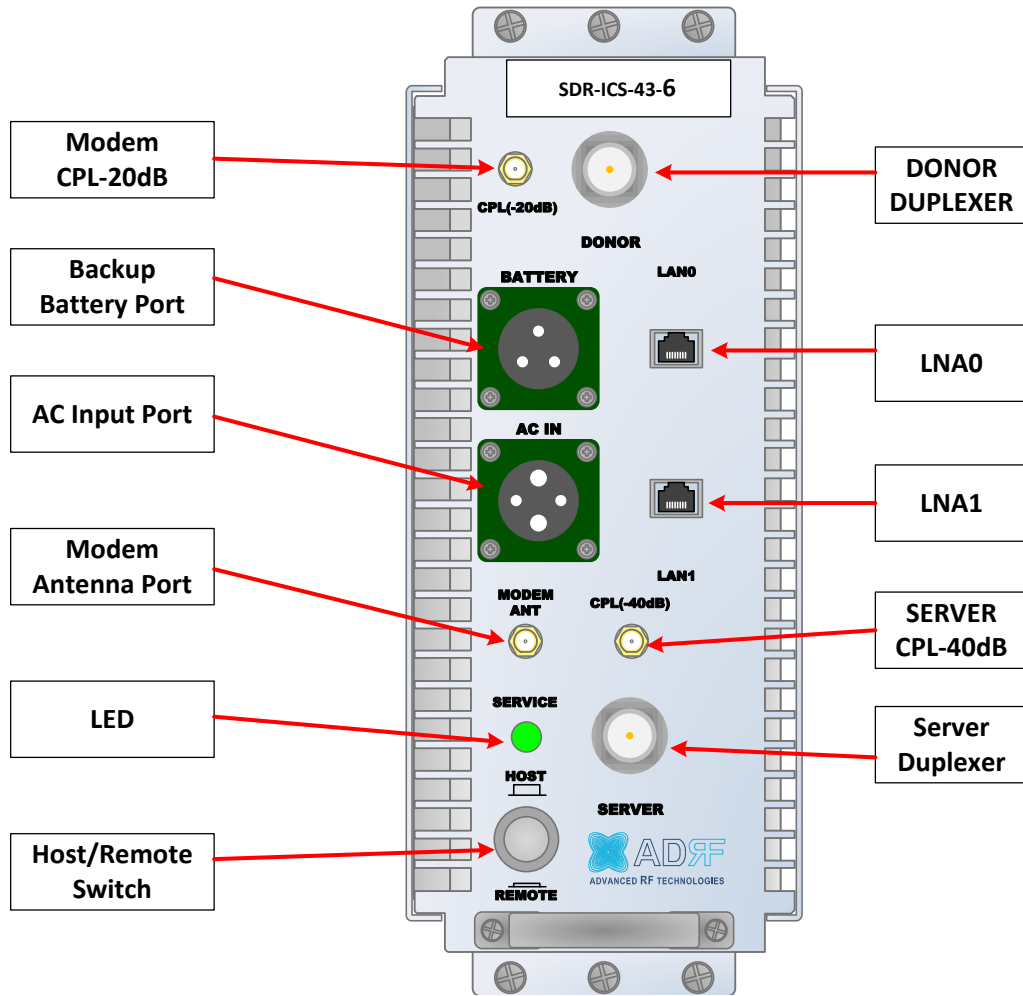 SDR-ICS-43-6
Modem
CPL-20dB
CPL(-20dB)
DONOR
DONOR
DUPLEXER
Backup
Battery Port
BATTERY
LAN0
LNA0
AC Input Port
AC IN
LNA1
LAN1
Modem
Antenna Port
MODEM
ANT
CPL(-40dB)
SERVER
CPL-40dB
LED
SERVICE
HOST
Server
Duplexer
SERVER
Host/Remote
Switch
REMOTE
ADRF
ADVANCED RF TECHNOLOGIES